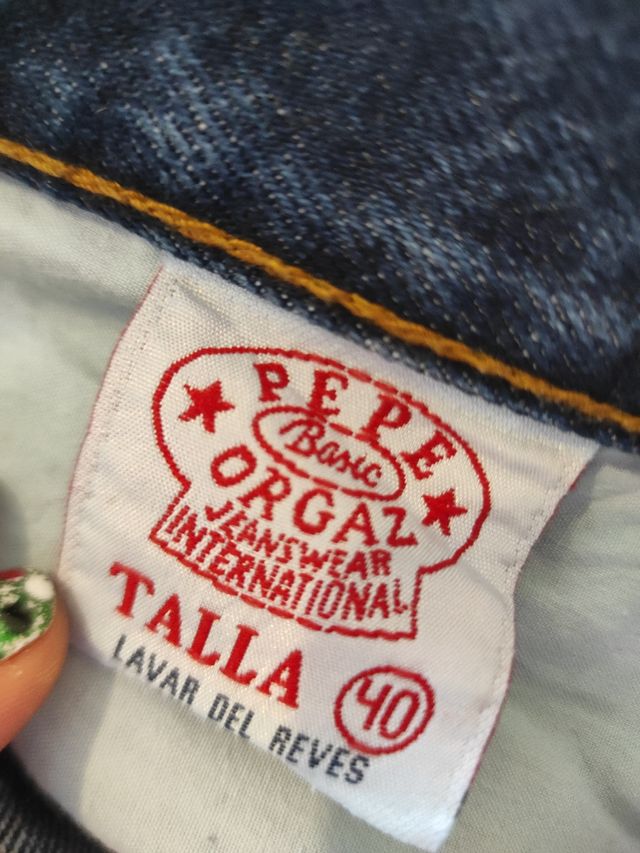 PEPE
Basic
ORGAZ
JEANSWEAR
INTERNATIONAL
TALLA 40
LAVAR DEL REVES